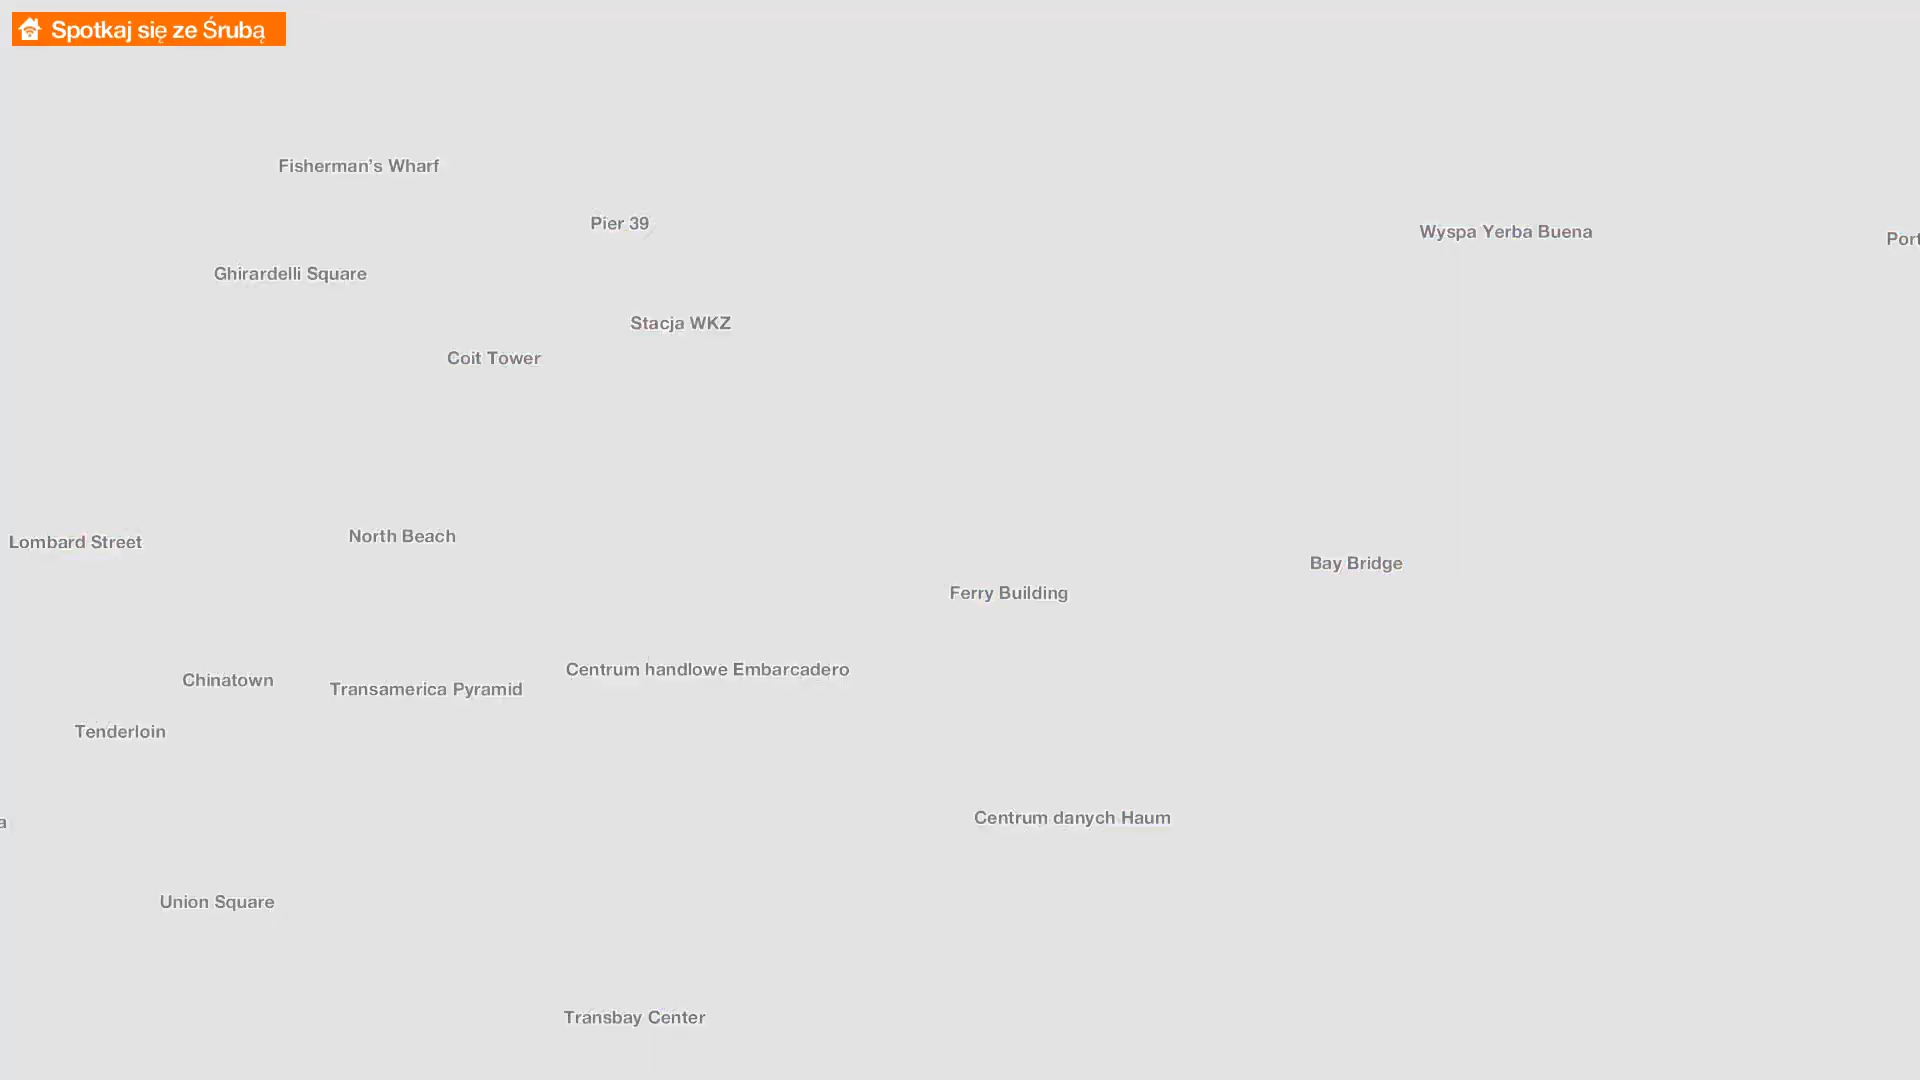 Spotkaj się ze Śrubą
Fisherman's Wharf
Pier 39
Wyspa Yerba Buena
Port
Ghirardelli Square
Stacja WKZ
Coit Tower
Lombard Street
North Beach
Bay Bridge
Ferry Building
Centrum handlowe Embarcadero
Chinatown
Transamerica Pyramid
Tenderloin
Centrum danych Haum
a
Union Square
Transbay Center